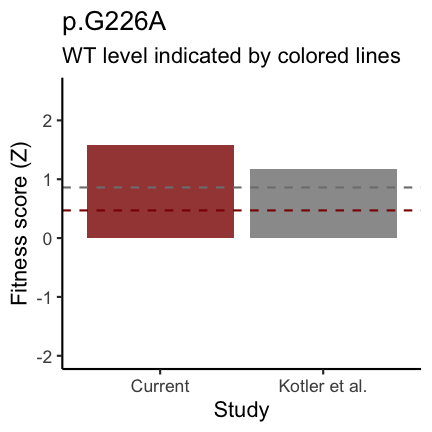 p.G226A
WT level indicated by colored lines
Fitness score (Z)
2
1
0
-1
-2
Current
Kotler et al.
Study